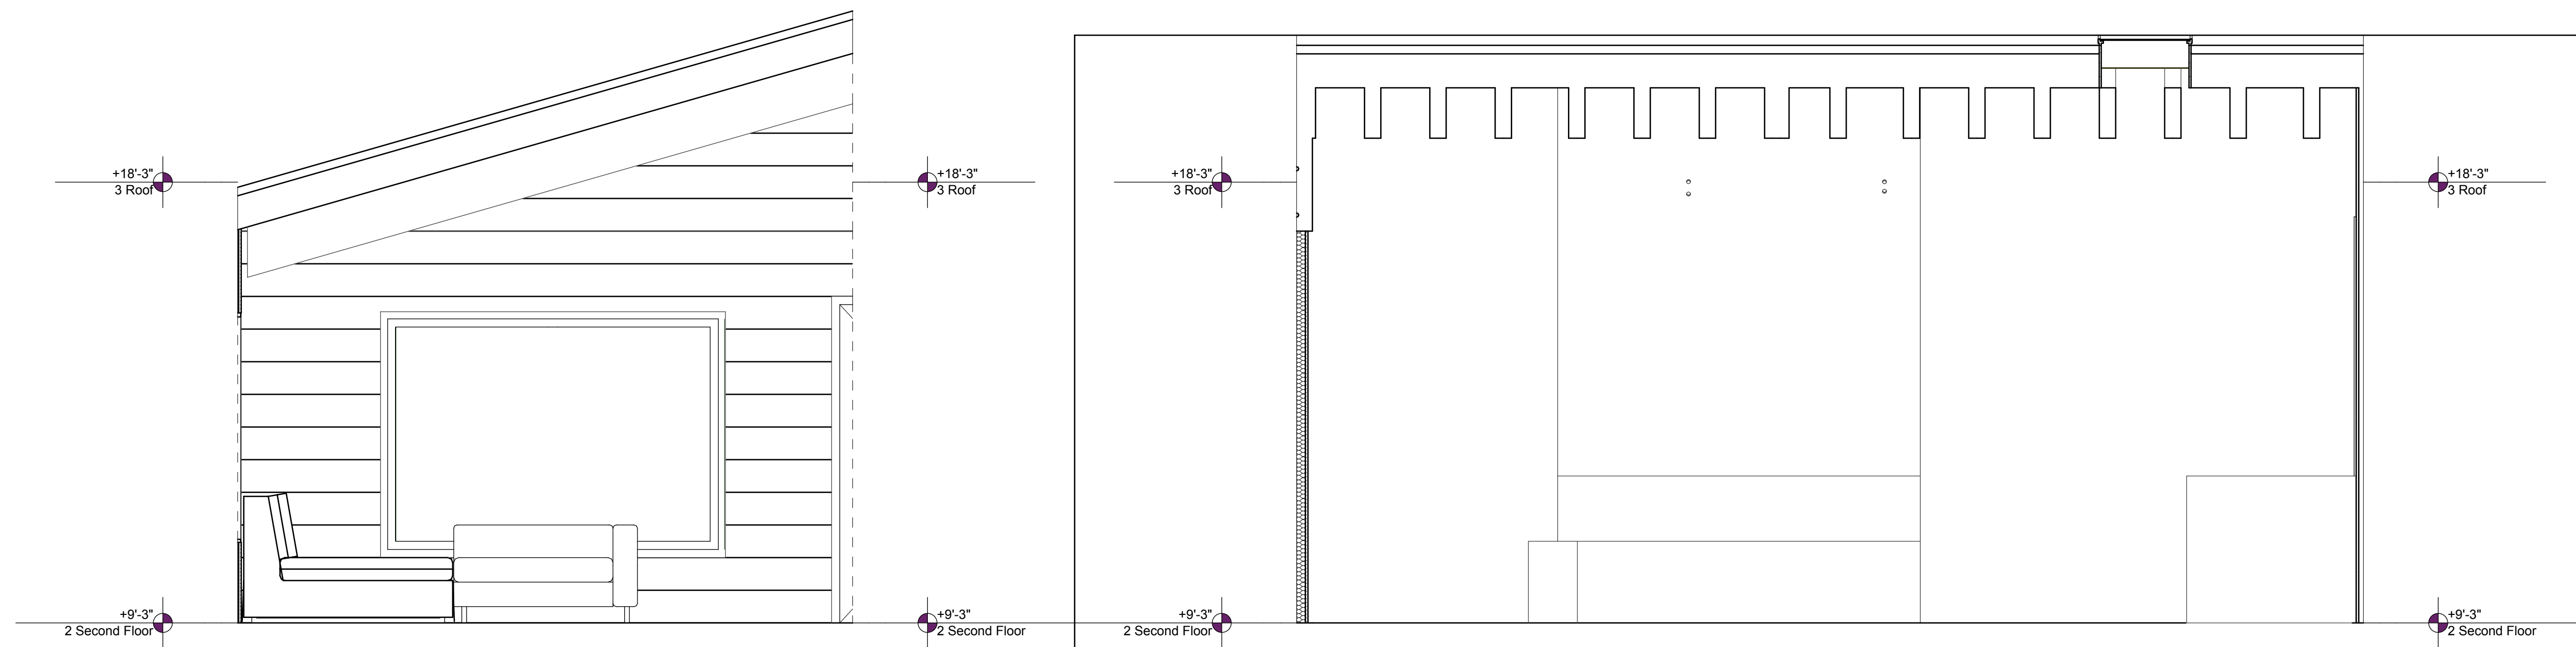 +18'-3"
3 Roof
+18'-3"
3 Roof
+18'-3"
3 Roof
+18'-3"
3 Roof
+9'-3"
2 Second Floor
+9'-3"
2 Second Floor
+9'-3"
2 Second Floor
+9'-3"
2 Second Floor